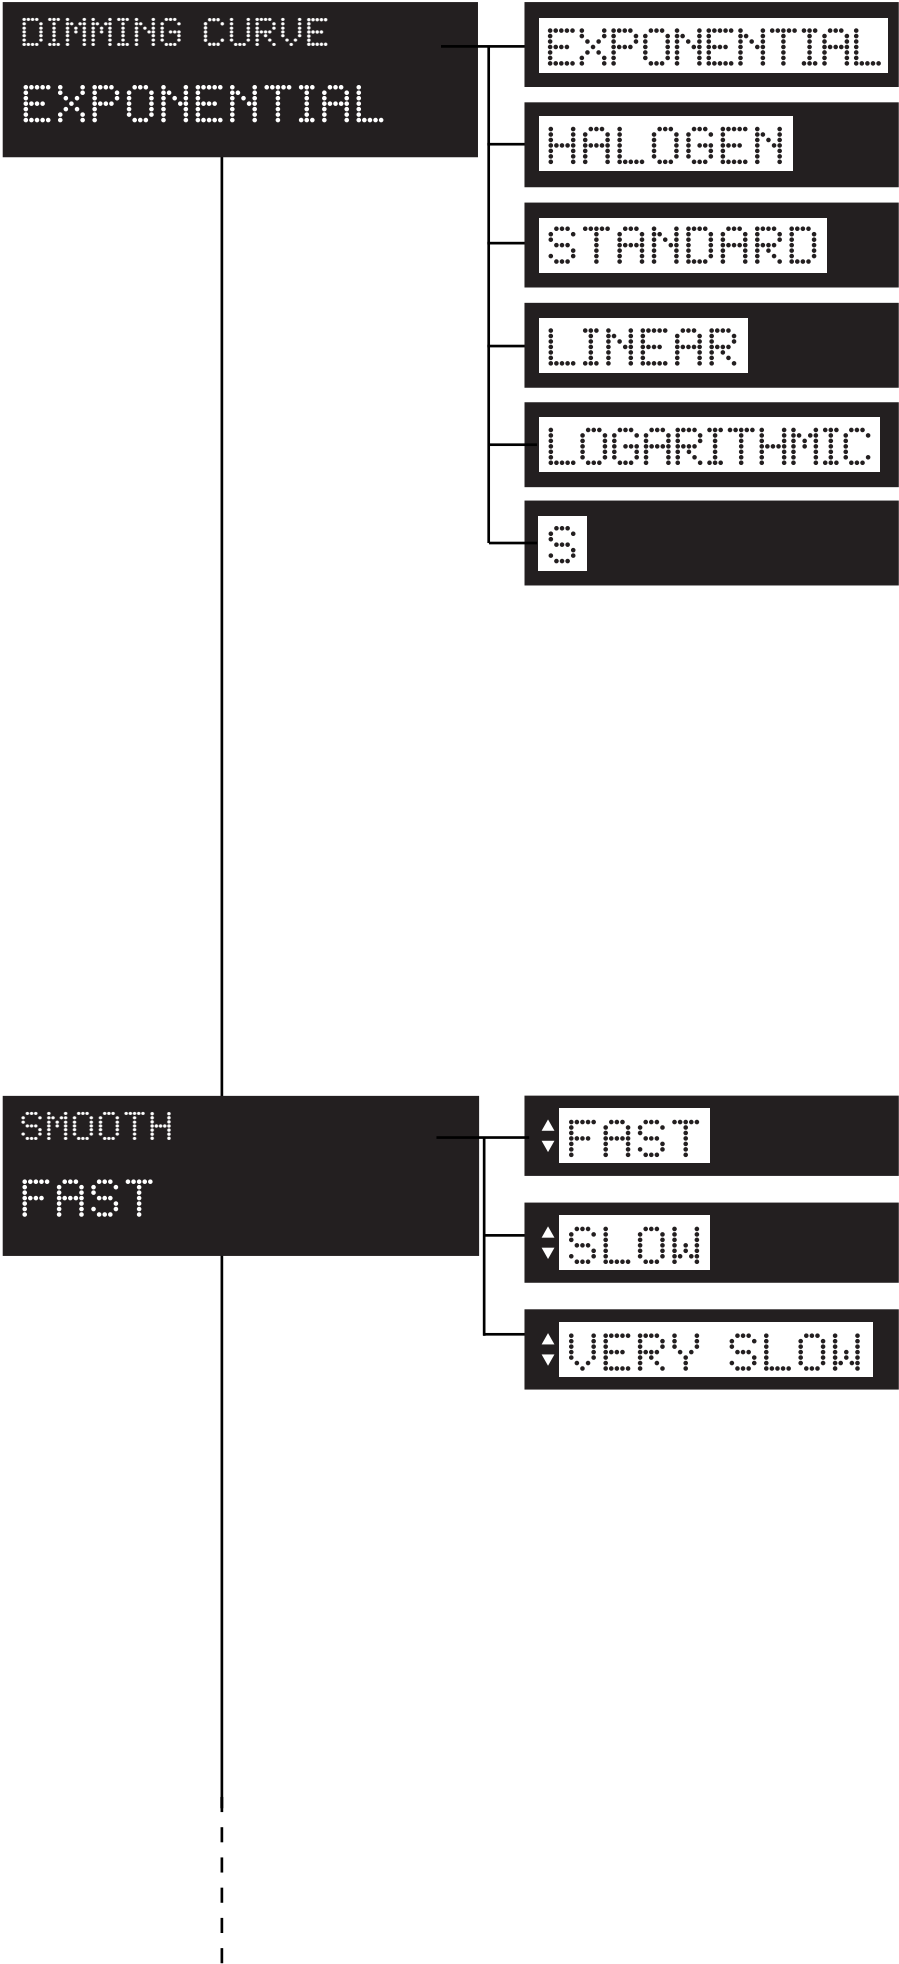 DIMMING CURVE
EXPONENTIAL
EXPONENTIAL
HALOGEN
STANDARD
LINEAR
LOGARITHMIC
S
SMOOTH
FAST
FAST
SLOW
VERY SLOW